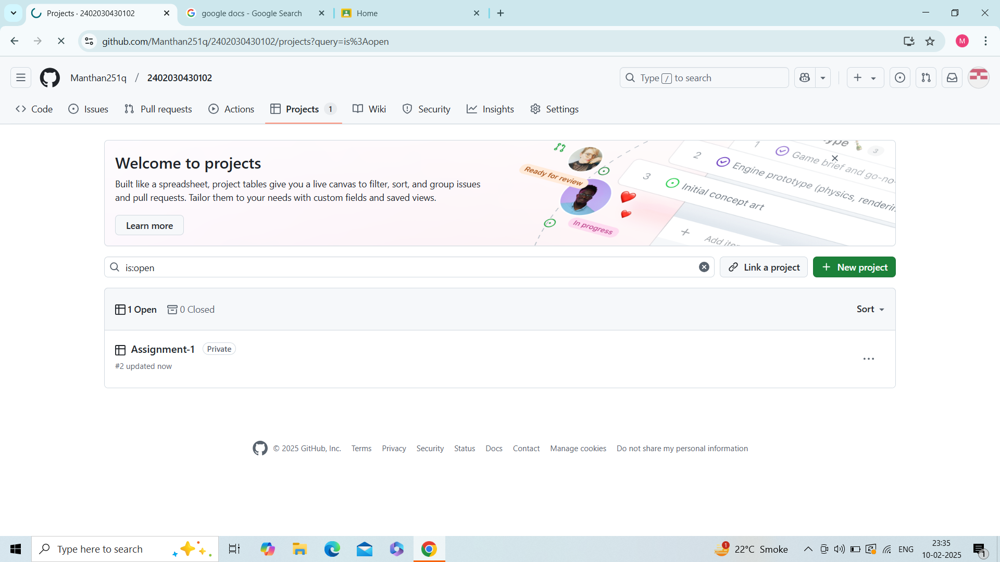 Projects · 2402030430102
google docs - Google Search
Home
github.com/Manthan251q/2402030430102/projects?query=is%3Aopen
M
Manthan251q / 2402030430102
Type / to search
Code
Issues
Pull requests
Actions
Projects 1
Wiki
Security
Insights
Settings
Welcome to projects
Built like a spreadsheet, project tables give you a live canvas to filter, sort, and group issues
and pull requests. Tailor them to your needs with custom fields and saved views.
Learn more
Ready for review
In progress
1 Game brief and go-no-
3
2 Engine prototype (physics, renderin
3 Initial concept art
+ Add ite
is:open
Link a project
New project
1 Open
0 Closed
Sort
Assignment-1 Private
#2 updated now
© 2025 GitHub, Inc.
Terms
Privacy
Security
Status
Docs
Contact
Manage cookies
Do not share my personal information
Type here to search
1
22°C Smoke
ENG
23:35
10-02-2025
1